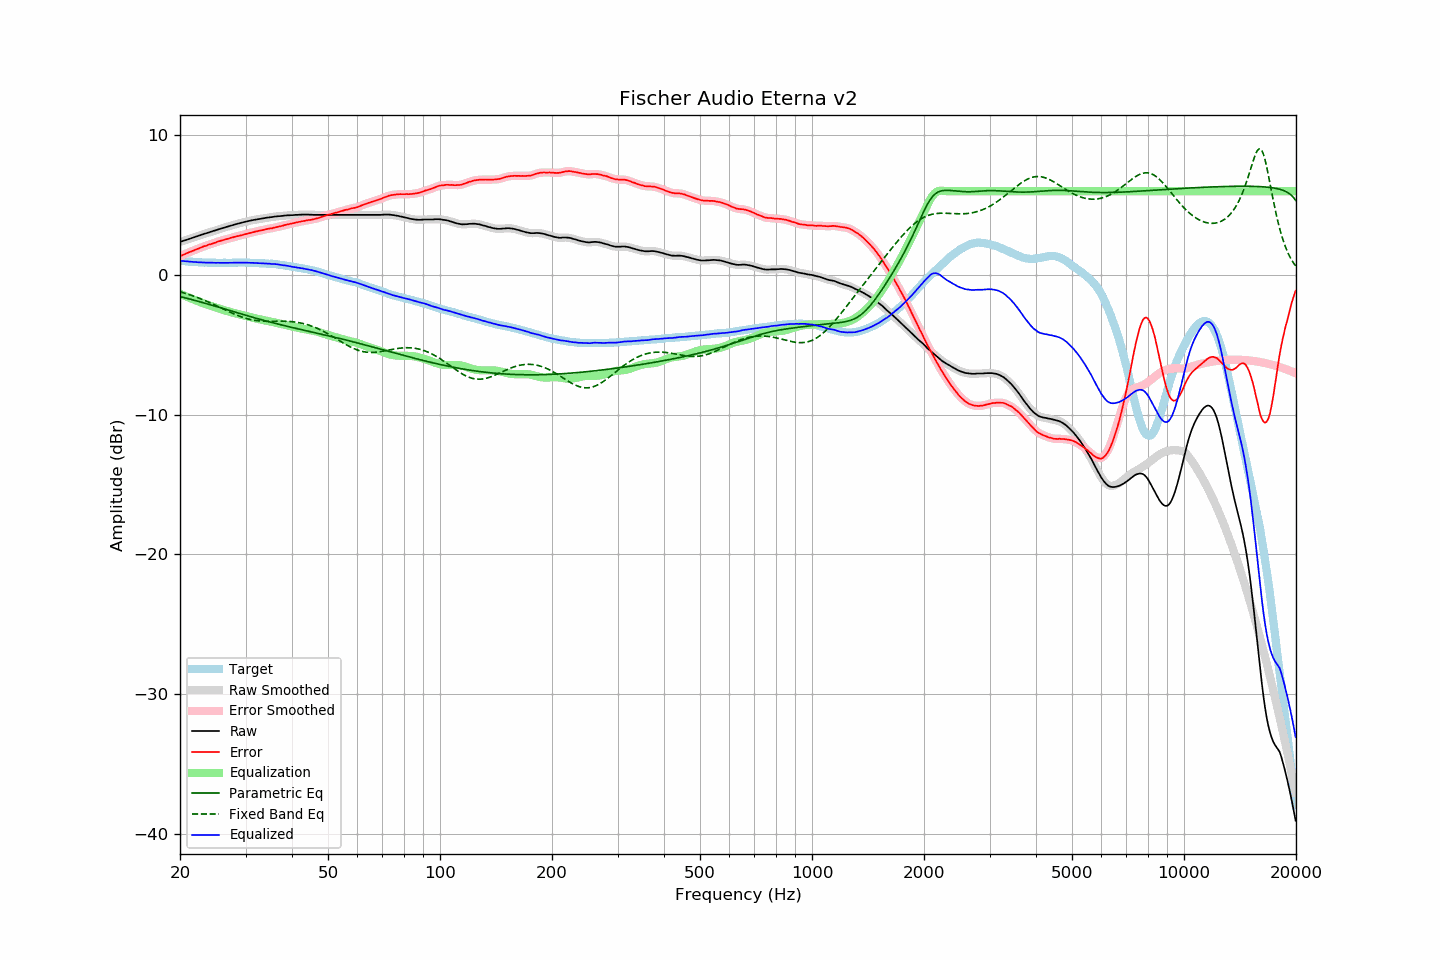 Fischer Audio Eterna v2
10
0
−10
−20
−30
−40
Amplitude (dBr)
Target
Raw Smoothed
Error Smoothed
Raw
Error
Equalization
Parametric Eq
Fixed Band Eq
Equalized
20 50 100 200 500 1000 2000 5000 10000 20000
Frequency (Hz)